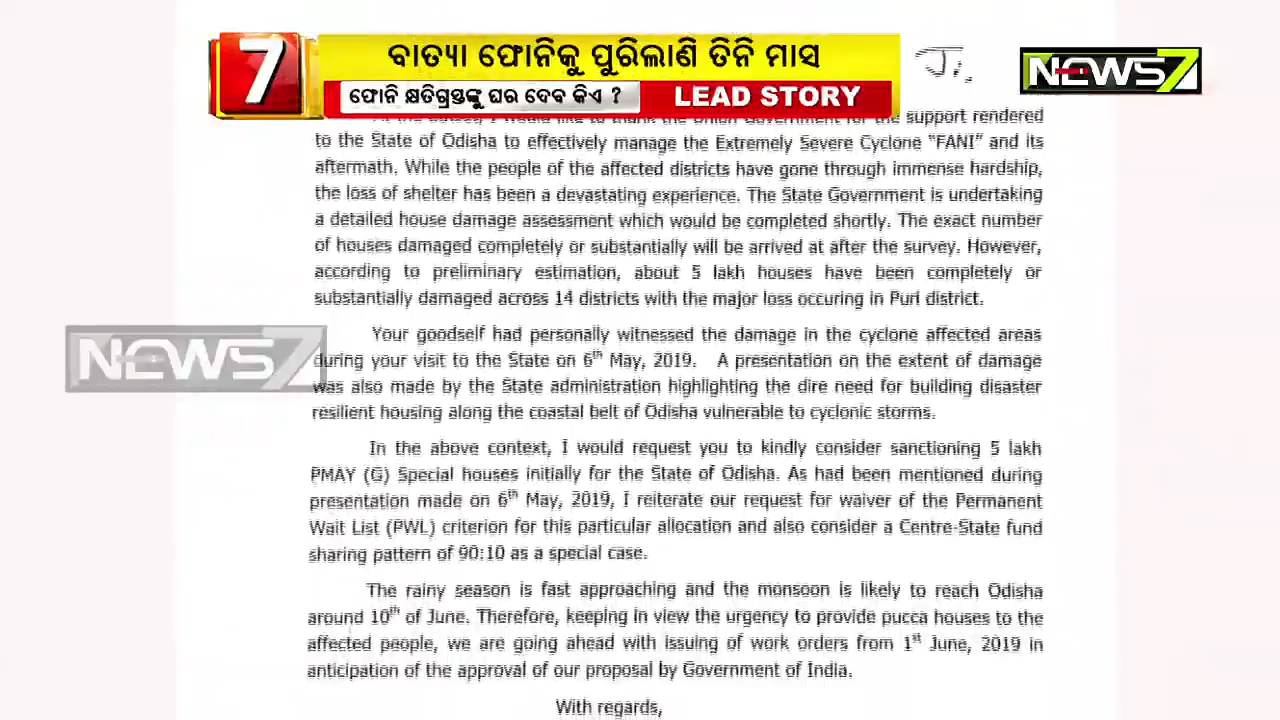 7
ବାତ୍ୟା ଫୋନିକୁ ପୁରିଲାଣି ତିନି ମାସ
ଫୋନି କ୍ଷତିଗ୍ରସ୍ତଙ୍କୁ ଘର ଦେବ କିଏ ?
LEAD STORY
NEWS7
I would like to thank the Union Government for the support rendered
to the State of Odisha to effectively manage the Extremely Severe Cyclone “FANI” and its
aftermath. While the people of the affected districts have gone through immense hardship,
the loss of shelter has been a devastating experience. The State Government is undertaking
a detailed house damage assessment which would be completed shortly. The exact number
of houses damaged completely or substantially will be arrived at after the survey. However,
according to preliminary estimation, about 5 lakh houses have been completely or
substantially damaged across 14 districts with the major loss occuring in Puri district.
Your goodself had personally witnessed the damage in the cyclone affected areas
NEWS7
during your visit to the State on 6th May, 2019. A presentation on the extent of damage
was also made by the State administration highlighting the dire need for building disaster
resilient housing along the coastal belt of Odisha vulnerable to cyclonic storms.
In the above context, I would request you to kindly consider sanctioning 5 lakh
PMAY (G) Special houses initially for the State of Odisha. As had been mentioned during
presentation made on 6th May, 2019, I reiterate our request for waiver of the Permanent
Wait List (PWL) criterion for this particular allocation and also consider a Centre-State fund
sharing pattern of 90:10 as a special case.
The rainy season is fast approaching and the monsoon is likely to reach Odisha
around 10th of June. Therefore, keeping in view the urgency to provide pucca houses to the
affected people, we are going ahead with issuing of work orders from 1st June, 2019 in
anticipation of the approval of our proposal by Government of India.
With regards,